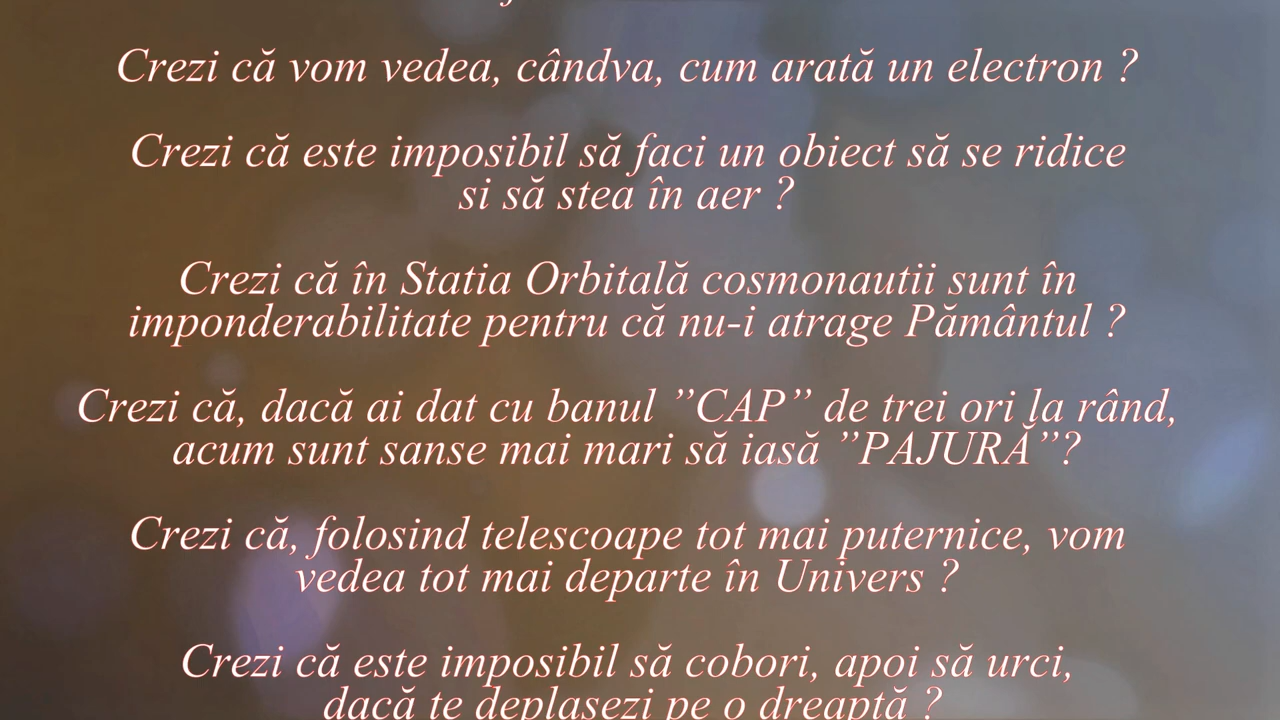 Crezi că vom vedea, cândva, cum arată un electron ?
Crezi că este imposibil să faci un obiect să se ridice
si să stea în aer ?
Crezi că în Statia Orbitală cosmonautii sunt în
imponderabilitate pentru că nu-i atrage Pământul ?
Crezi că, dacă ai dat cu banul ”CAP” de trei ori la rând,
acum sunt sanse mai mari să iasă ”PAJURĂ”?
Crezi că, folosind telescoape tot mai puternice, vom
vedea tot mai departe în Univers ?
Crezi că este imposibil să cobori, apoi să urci,
dacă te deplasezi pe o dreaptă ?